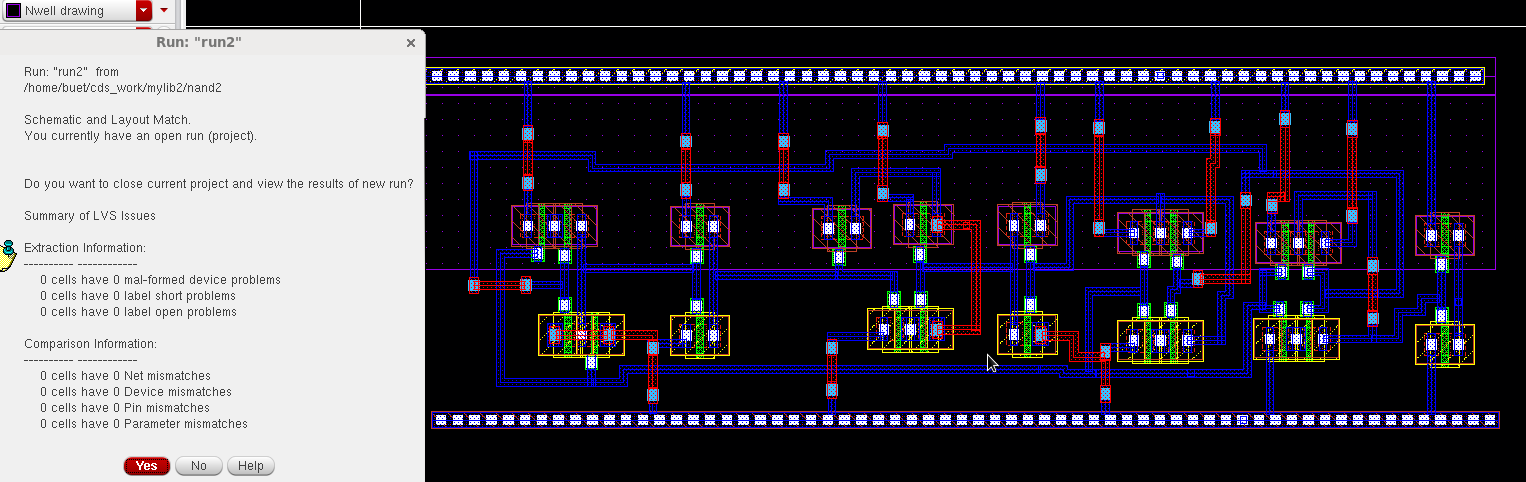 Nwell drawing
Run: "run2"
Run: "run2" from
/home/buet/cds_work/mylib2/nand2
Schematic and Layout Match.
You currently have an open run (project).
Do you want to close current project and view the results of new run?
Summary of LVS Issues
Extraction Information:
---------- ------------
0 cells have 0 mal-formed device problems
0 cells have 0 label short problems
0 cells have 0 label open problems
Comparison Information:
---------- ------------
0 cells have 0 Net mismatches
0 cells have 0 Device mismatches
0 cells have 0 Pin mismatches
0 cells have 0 Parameter mismatches
Yes No Help